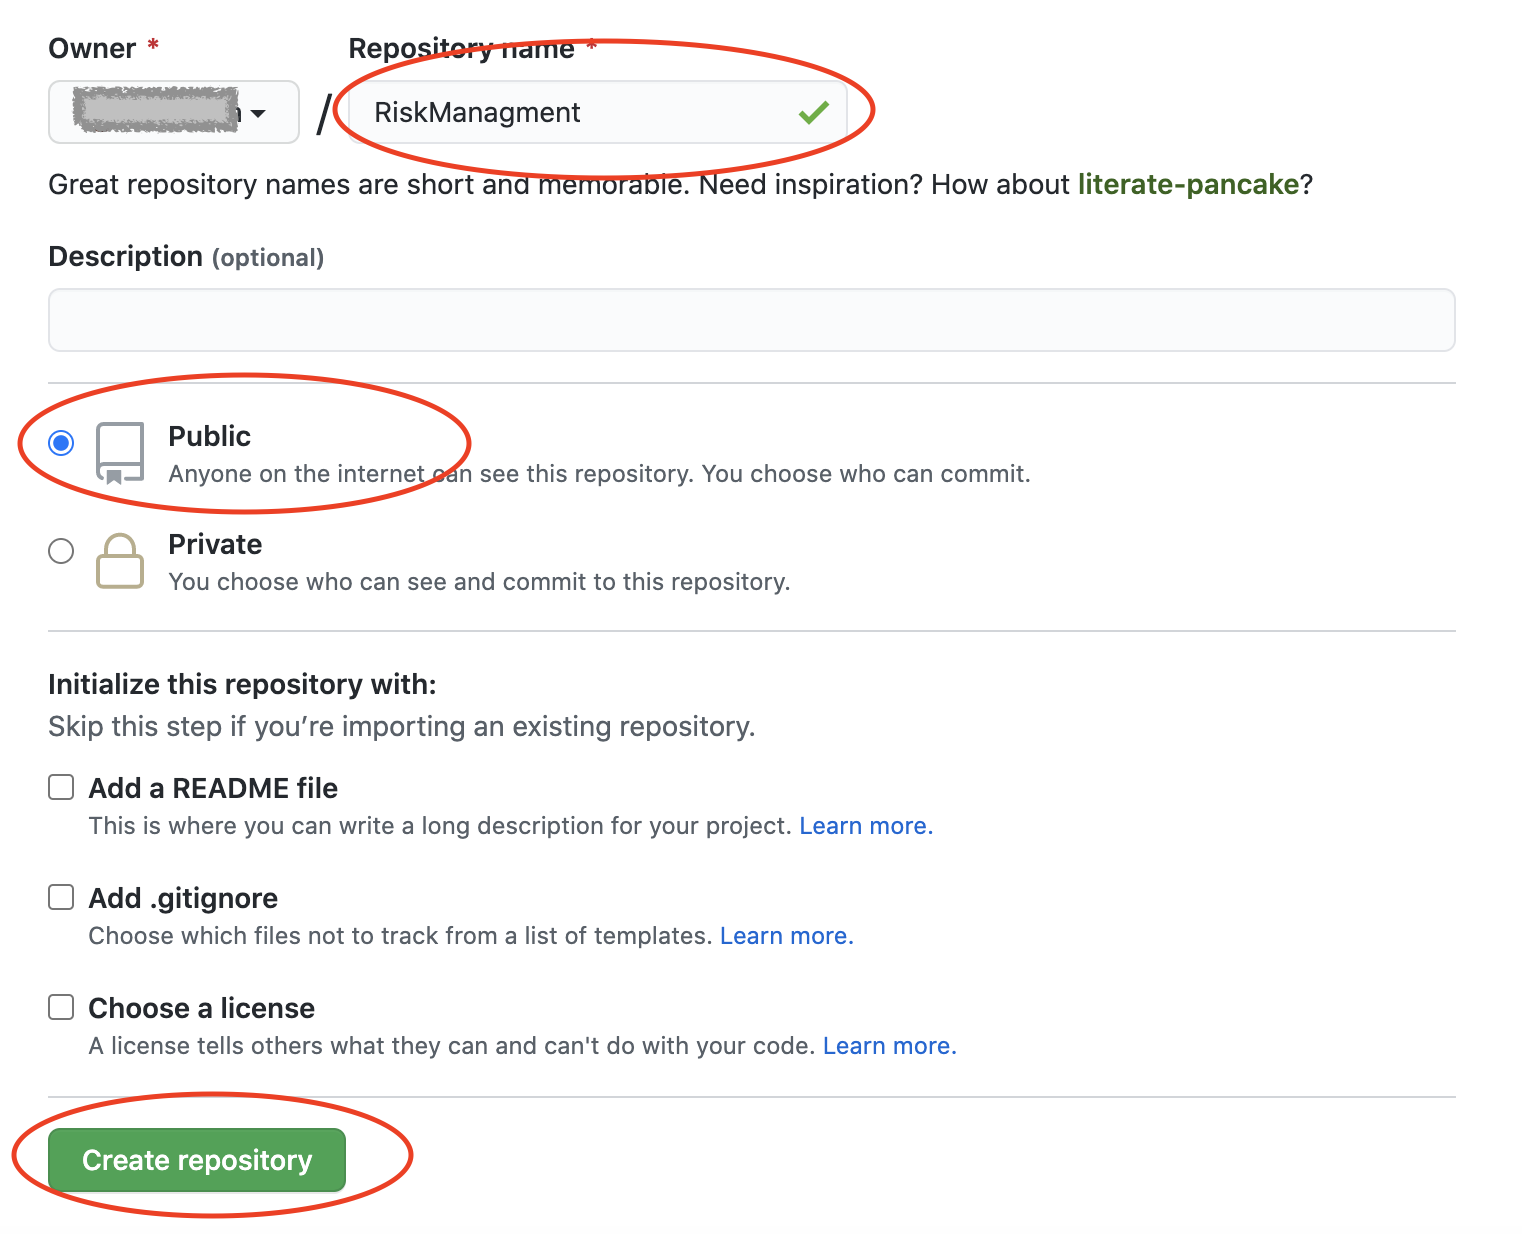 Owner *
Repository name *
/
RiskManagment
Great repository names are short and memorable. Need inspiration? How about literate-pancake?
Description (optional)
Public
Anyone on the internet can see this repository. You choose who can commit.
Private
You choose who can see and commit to this repository.
Initialize this repository with:
Skip this step if you’re importing an existing repository.
Add a README file
This is where you can write a long description for your project. Learn more.
Add .gitignore
Choose which files not to track from a list of templates. Learn more.
Choose a license
A license tells others what they can and can't do with your code. Learn more.
Create repository